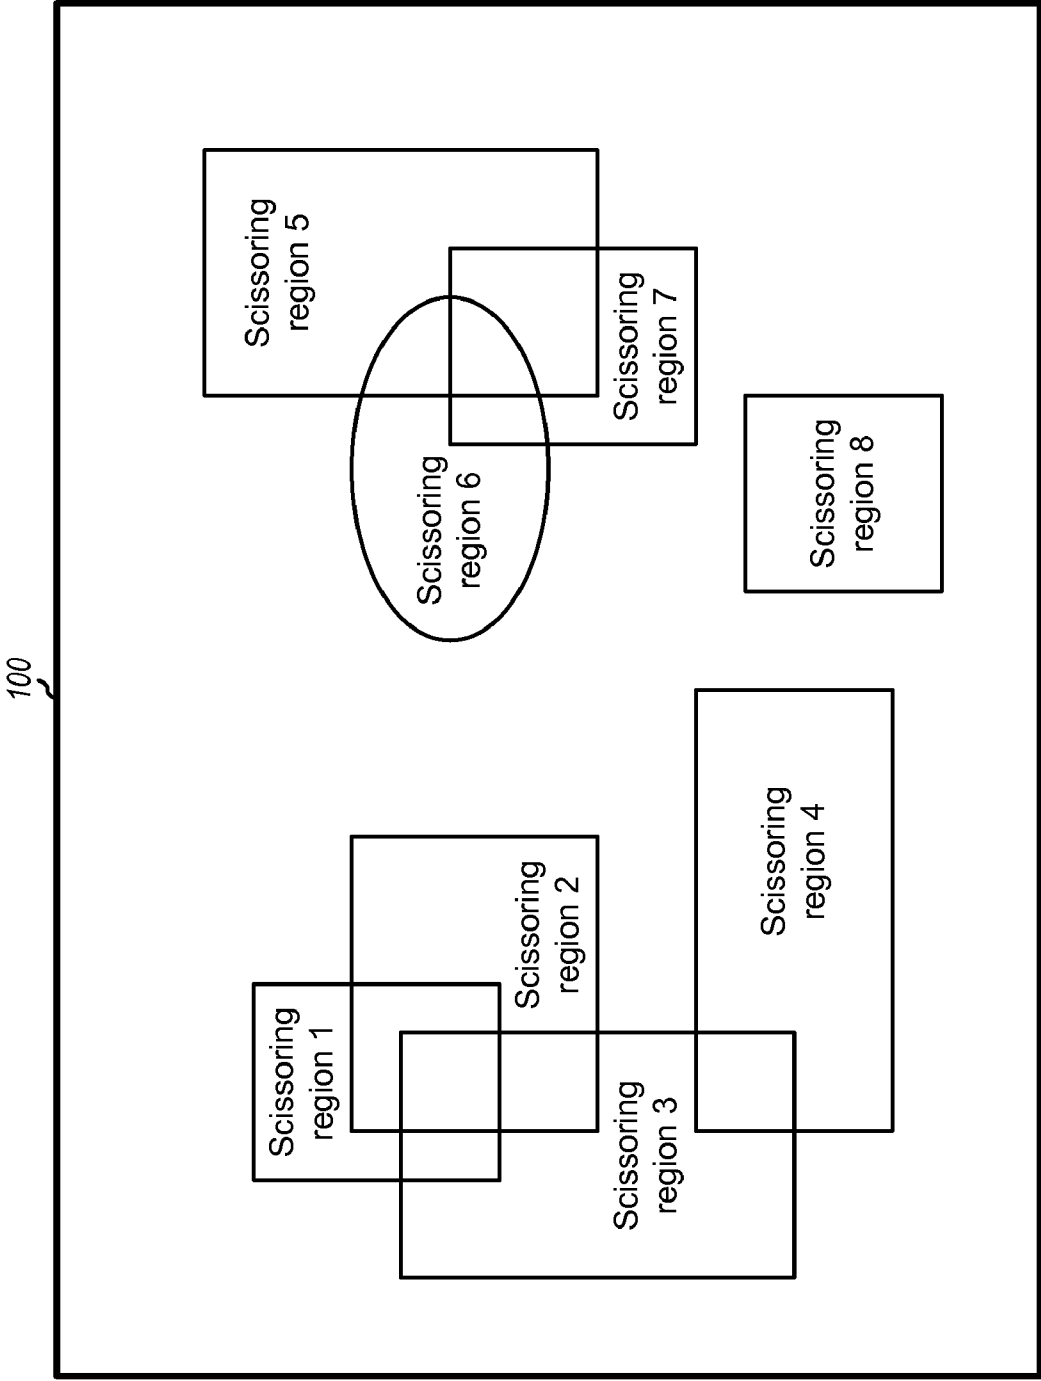 100
Scissoring
region 1
Scissoring
region 2
Scissoring
region 3
Scissoring
region 4
Scissoring
region 5
Scissoring
region 6
Scissoring
region 7
Scissoring
region 8